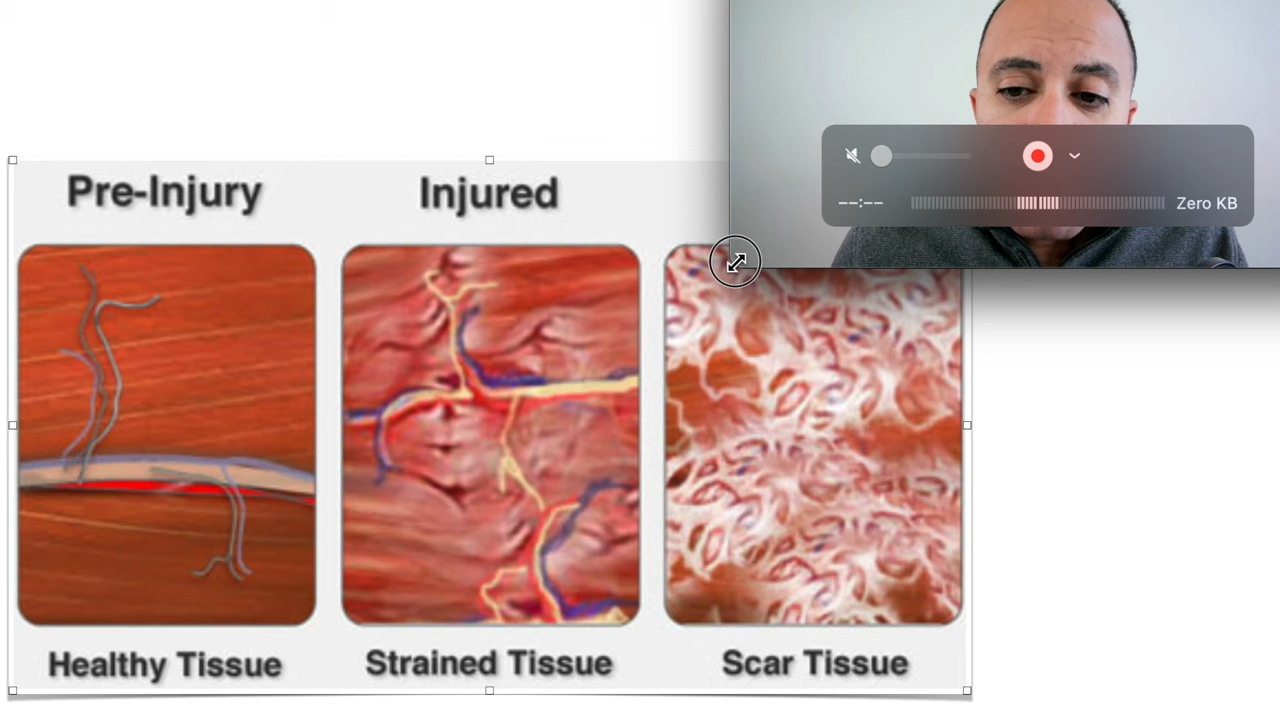 Pre-Injury
Injured
--:--
Zero KB
Healthy Tissue
Strained Tissue
Scar Tissue